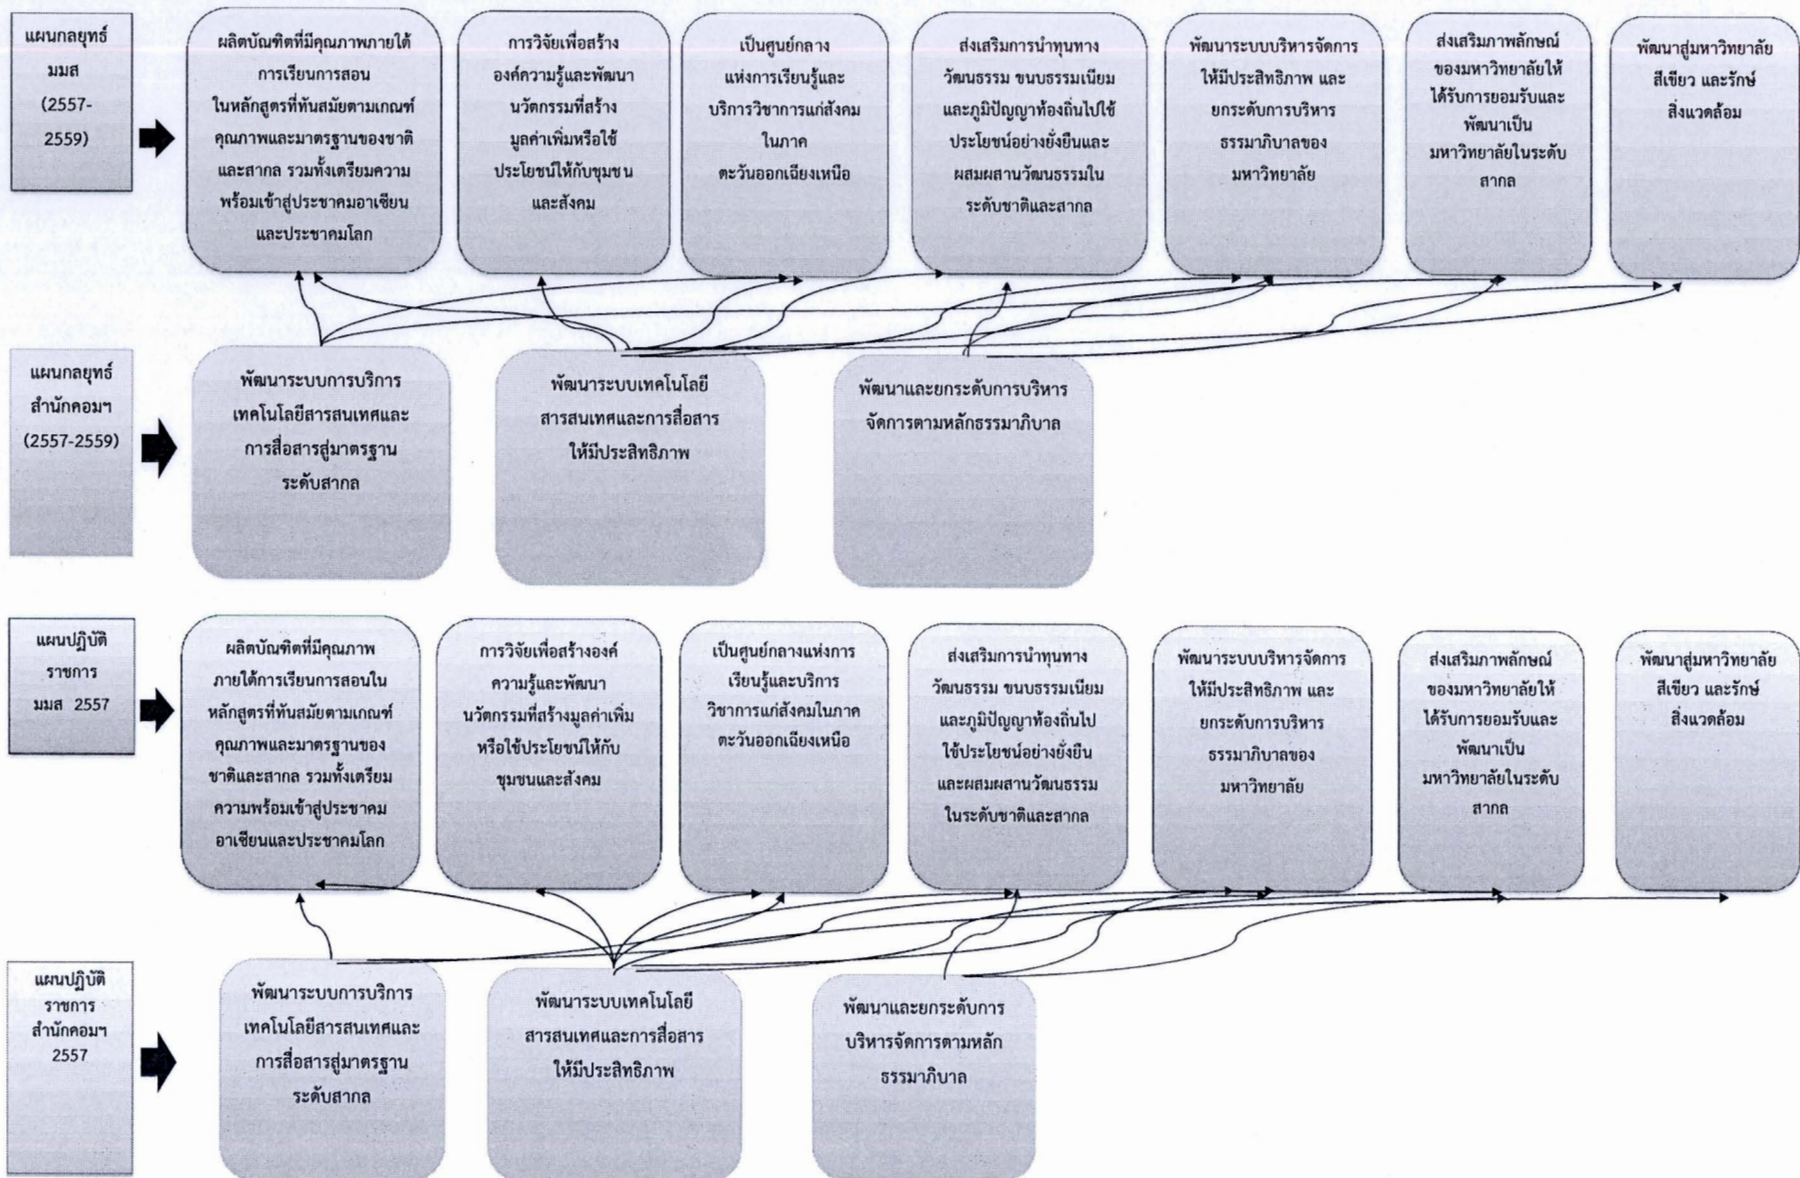 แผนกลยุทธ์
มมส
(2557-
2559)
ผลิตบัณฑิตที่มีคุณภาพภายใต้
การเรียนการสอน
ในหลักสูตรที่ทันสมัยตามเกณฑ์
คุณภาพและมาตรฐานของชาติ
และสากล รวมทั้งเตรียมความ
พร้อมเข้าสู่ประชาคมอาเซียน
และประชาคมโลก
การวิจัยเพื่อสร้าง
องค์ความรู้และพัฒนา
นวัตกรรมที่สร้าง
มูลค่าเพิ่มหรือใช้
ประโยชน์ให้กับชุมชน
และสังคม
เป็นศูนย์กลาง
แห่งการเรียนรู้และ
บริการวิชาการแก่สังคม
ในภาค
ตะวันออกเฉียงเหนือ
ส่งเสริมการนำทุนทาง
วัฒนธรรม ขนบธรรมเนียม
และภูมิปัญญาท้องถิ่นไปใช้
ประโยชน์อย่างยั่งยืนและ
ผสมผสานวัฒนธรรมใน
ระดับชาติและสากล
พัฒนาระบบบริหารจัดการ
ให้มีประสิทธิภาพ และ
ยกระดับการบริหาร
ธรรมาภิบาลของ
มหาวิทยาลัย
ส่งเสริมภาพลักษณ์
ของมหาวิทยาลัยให้
ได้รับการยอมรับและ
พัฒนาเป็น
มหาวิทยาลัยในระดับ
สากล
พัฒนาสู่มหาวิทยาลัย
สีเขียว และรักษ์
สิ่งแวดล้อม
แผนกลยุทธ์
สำนักคอมฯ
(2557-2559)
พัฒนาระบบการบริการ
เทคโนโลยีสารสนเทศและ
การสื่อสารสู่มาตรฐาน
ระดับสากล
พัฒนาระบบเทคโนโลยี
สารสนเทศและการสื่อสาร
ให้มีประสิทธิภาพ
พัฒนาและยกระดับการบริหาร
จัดการตามหลักธรรมาภิบาล
แผนปฏิบัติ
ราชการ
มมส 2557
ผลิตบัณฑิตที่มีคุณภาพ
ภายใต้การเรียนการสอนใน
หลักสูตรที่ทันสมัยตามเกณฑ์
คุณภาพและมาตรฐานของ
ชาติและสากล รวมทั้งเตรียม
ความพร้อมเข้าสู่ประชาคม
อาเซียนและประชาคมโลก
การวิจัยเพื่อสร้างองค์
ความรู้และพัฒนา
นวัตกรรมที่สร้างมูลค่าเพิ่ม
หรือใช้ประโยชน์ให้กับ
ชุมชนและสังคม
เป็นศูนย์กลางแห่งการ
เรียนรู้และบริการ
วิชาการแก่สังคมในภาค
ตะวันออกเฉียงเหนือ
ส่งเสริมการนำทุนทาง
วัฒนธรรม ขนบธรรมเนียม
และภูมิปัญญาท้องถิ่นไป
ใช้ประโยชน์อย่างยั่งยืน
และผสมผสานวัฒนธรรม
ในระดับชาติและสากล
พัฒนาระบบบริหารจัดการ
ให้มีประสิทธิภาพ และ
ยกระดับการบริหาร
ธรรมาภิบาลของ
มหาวิทยาลัย
ส่งเสริมภาพลักษณ์
ของมหาวิทยาลัยให้
ได้รับการยอมรับและ
พัฒนาเป็น
มหาวิทยาลัยในระดับ
สากล
พัฒนาสู่มหาวิทยาลัย
สีเขียว และรักษ์
สิ่งแวดล้อม
แผนปฏิบัติ
ราชการ
สำนักคอมฯ
2557
พัฒนาระบบการบริการ
เทคโนโลยีสารสนเทศและ
การสื่อสารสู่มาตรฐาน
ระดับสากล
พัฒนาระบบเทคโนโลยี
สารสนเทศและการสื่อสาร
ให้มีประสิทธิภาพ
พัฒนาและยกระดับการ
บริหารจัดการตามหลัก
ธรรมาภิบาล